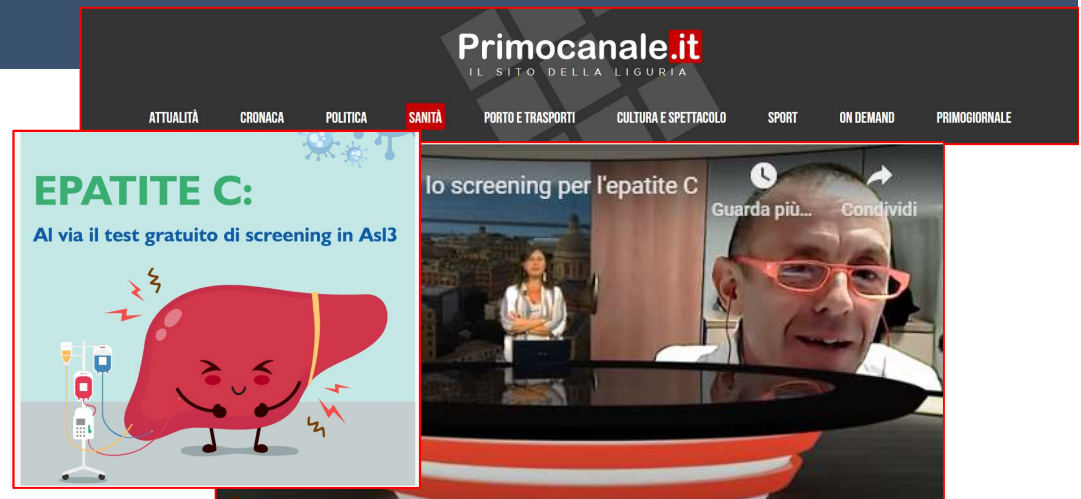 Primocanale.it
IL SITO DELLA LIGURIA
ATTUALITÀ CRONACA POLITICA SANITÀ PORTO E TRASPORTI CULTURA E SPETTACOLO SPORT ON DEMAND PRIMOGIORNALE
EPATITE C:
Al via il test gratuito di screening in Asl3
lo screening per l'epatite C
Guarda più...
Condividi